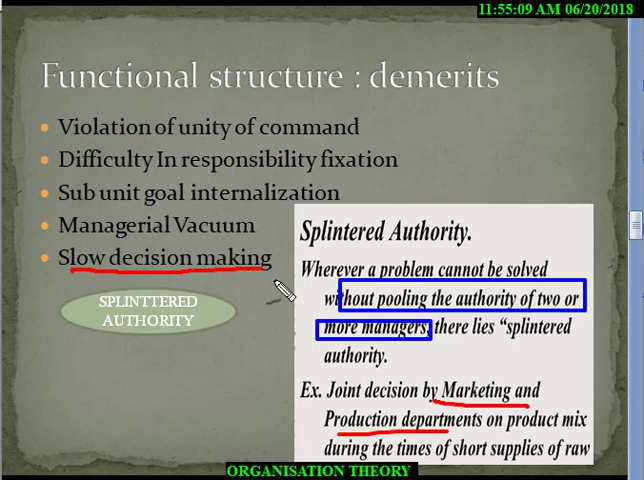 11:55:09 AM 06/20/2018
Functional structure : demerits
Violation of unity of command
Difficulty In responsibility fixation
Sub unit goal internalization
Managerial Vacuum
Slow decision making
SPLINTTERED
AUTHORITY
Splintered Authority.
Wherever a problem cannot be solved
without pooling the authority of two or
more managers, there lies “splintered
authority.
Ex. Joint decision by Marketing and
Production departments on product mix
during the times of short supplies of raw
ORGANISATION THEORY